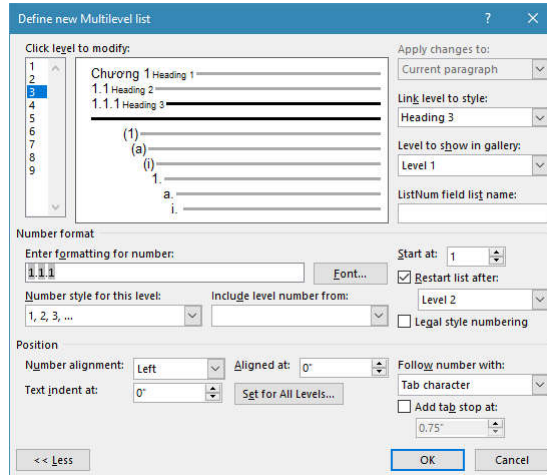 Define new Multilevel list
? ×
Click level to modify:
1
2
3
4
5
6
7
8
9
Chương 1 Heading 1
1.1 Heading 2
1.1.1 Heading 3
(1)
(a)
(i)
1.
a.
i.
Apply changes to:
Current paragraph
Link level to style:
Heading 3
Level to show in gallery:
Level 1
ListNum field list name:
Number format
Enter formatting for number:
1.1.1
Font...
Number style for this level:
1, 2, 3, ...
Include level number from:
Start at: 1
Restart list after:
Level 2
Legal style numbering
Position
Number alignment: Left
Aligned at: 0"
Text indent at: 0"
Set for All Levels...
Follow number with:
Tab character
Add tab stop at:
0.75"
<< Less
OK
Cancel